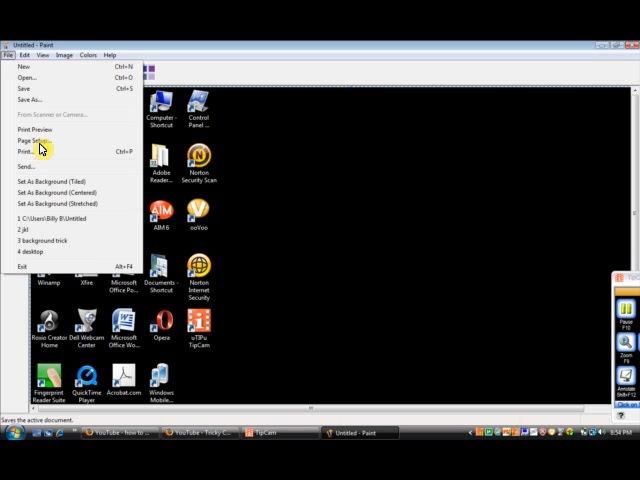 Untitled - Paint
File Edit View Image Colors Help
New Ctrl+N
Open... Ctrl+O
Save Ctrl+S
Save As...
From Scanner or Camera...
Print Preview
Page Setup...
Print... Ctrl+P
Send...
Set As Background (Tiled)
Set As Background (Centered)
Set As Background (Stretched)
1 C:\Users\Billy B\Untitled
2 jkl
3 background trick
4 desktop
Exit Alt+F4
Computer - Shortcut
Control Panel ...
Adobe Reader...
Norton Security Scan
AIM 6
ooVoo
Winamp
Xfire
Microsoft Office Po...
Documents - Shortcut
Norton Internet Security
Roxio Creator Home
Dell Webcam Center
Microsoft Office Wo...
Opera
uTIPu TipCam
Fingerprint Reader Suite
QuickTime Player
Acrobat.com
Windows Mobile...
TipCam
Pause F10
Zoom F9
Annotate Shift+F12
Click on
Saves the active document.
YouTube - how to ...
YouTube - Tricky C...
TipCam
Untitled - Paint
8:54 PM